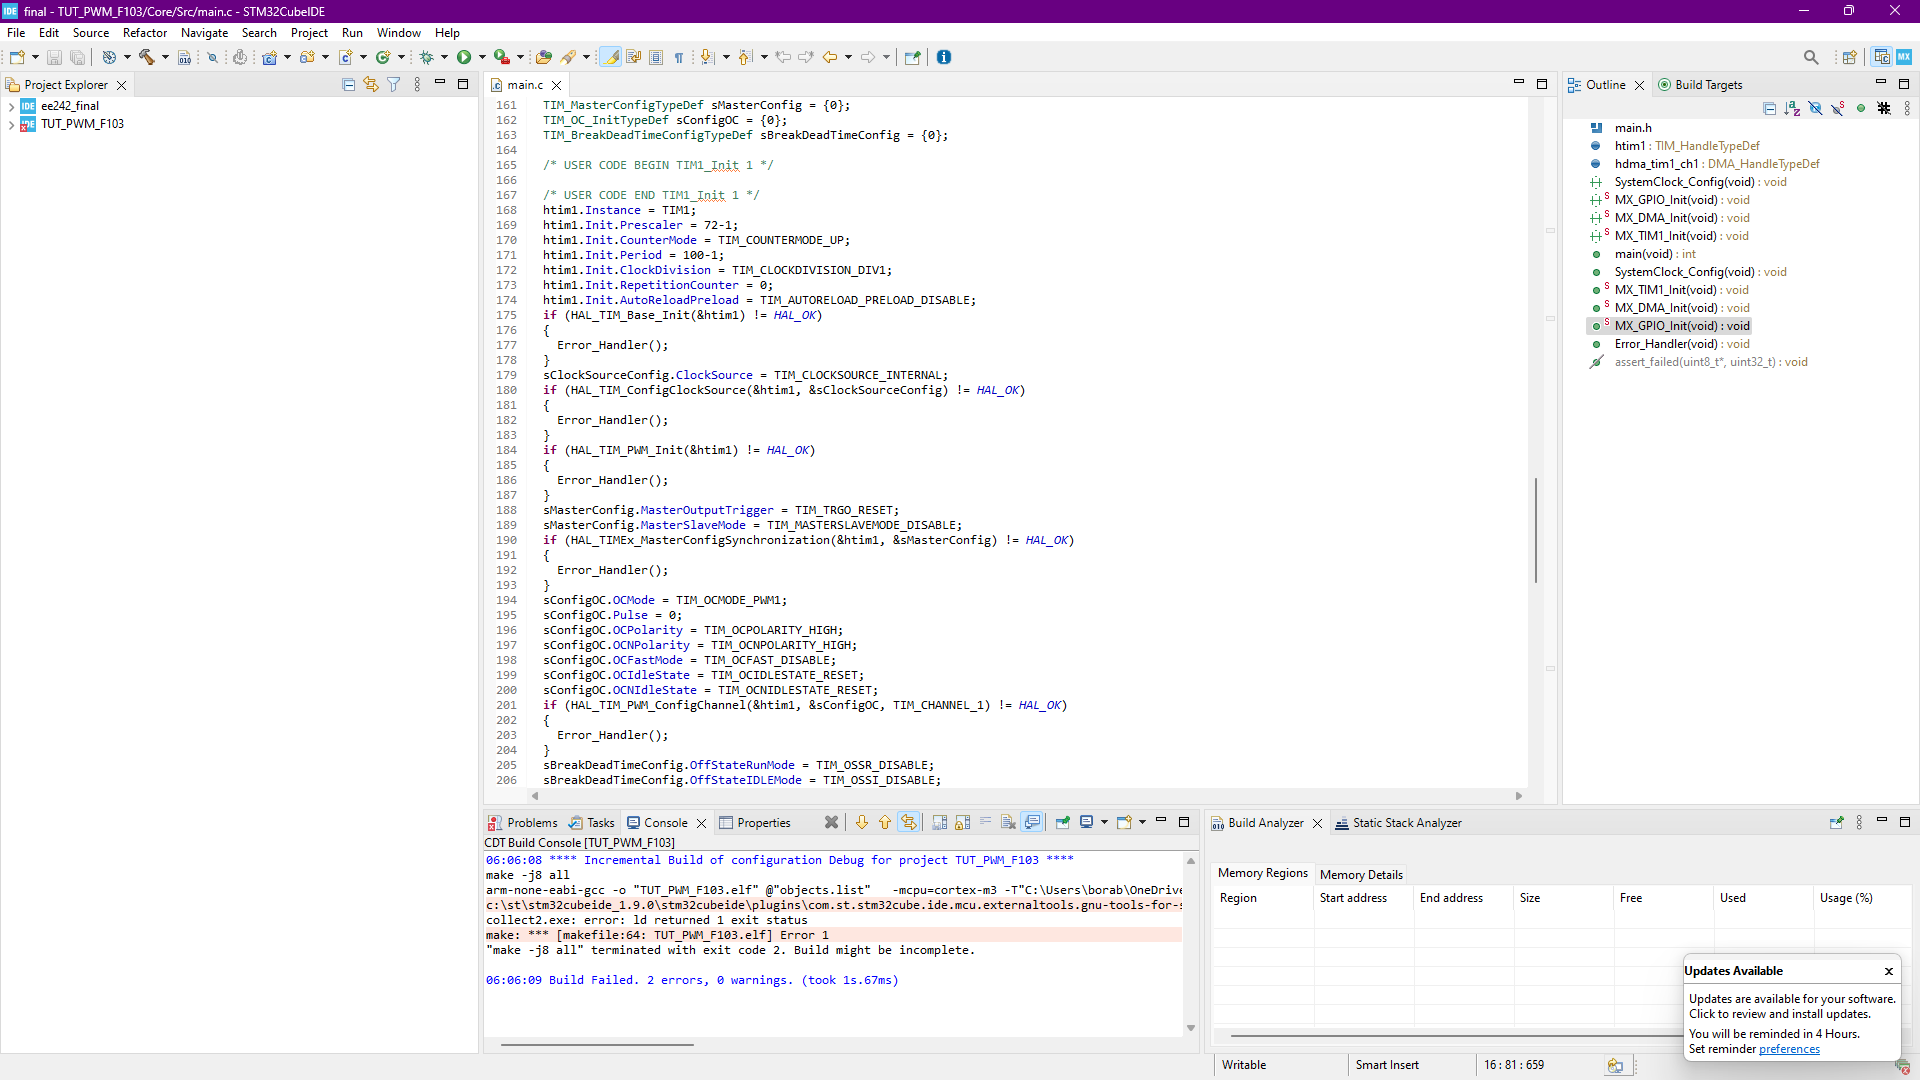 IDE final - TUT_PWM_F103/Core/Src/main.c - STM32CubeIDE
File Edit Source Refactor Navigate Search Project Run Window Help
Project Explorer
ee242_final
TUT_PWM_F103
main.c
161 TIM_MasterConfigTypeDef sMasterConfig = {0};
162 TIM_OC_InitTypeDef sConfigOC = {0};
163 TIM_BreakDeadTimeConfigTypeDef sBreakDeadTimeConfig = {0};
164
165 /* USER CODE BEGIN TIM1_Init 1 */
166
167 /* USER CODE END TIM1_Init 1 */
168 htim1.Instance = TIM1;
169 htim1.Init.Prescaler = 72-1;
170 htim1.Init.CounterMode = TIM_COUNTERMODE_UP;
171 htim1.Init.Period = 100-1;
172 htim1.Init.ClockDivision = TIM_CLOCKDIVISION_DIV1;
173 htim1.Init.RepetitionCounter = 0;
174 htim1.Init.AutoReloadPreload = TIM_AUTORELOAD_PRELOAD_DISABLE;
175 if (HAL_TIM_Base_Init(&htim1) != HAL_OK)
176 {
177 Error_Handler();
178 }
179 sClockSourceConfig.ClockSource = TIM_CLOCKSOURCE_INTERNAL;
180 if (HAL_TIM_ConfigClockSource(&htim1, &sClockSourceConfig) != HAL_OK)
181 {
182 Error_Handler();
183 }
184 if (HAL_TIM_PWM_Init(&htim1) != HAL_OK)
185 {
186 Error_Handler();
187 }
188 sMasterConfig.MasterOutputTrigger = TIM_TRGO_RESET;
189 sMasterConfig.MasterSlaveMode = TIM_MASTERSLAVEMODE_DISABLE;
190 if (HAL_TIMEx_MasterConfigSynchronization(&htim1, &sMasterConfig) != HAL_OK)
191 {
192 Error_Handler();
193 }
194 sConfigOC.OCMode = TIM_OCMODE_PWM1;
195 sConfigOC.Pulse = 0;
196 sConfigOC.OCPolarity = TIM_OCPOLARITY_HIGH;
197 sConfigOC.OCNPolarity = TIM_OCNPOLARITY_HIGH;
198 sConfigOC.OCFastMode = TIM_OCFAST_DISABLE;
199 sConfigOC.OCIdleState = TIM_OCIDLESTATE_RESET;
200 sConfigOC.OCNIdleState = TIM_OCNIDLESTATE_RESET;
201 if (HAL_TIM_PWM_ConfigChannel(&htim1, &sConfigOC, TIM_CHANNEL_1) != HAL_OK)
202 {
203 Error_Handler();
204 }
205 sBreakDeadTimeConfig.OffStateRunMode = TIM_OSSR_DISABLE;
206 sBreakDeadTimeConfig.OffStateIDLEMode = TIM_OSSI_DISABLE;
Outline Build Targets
main.h
htim1 : TIM_HandleTypeDef
hdma_tim1_ch1 : DMA_HandleTypeDef
SystemClock_Config(void) : void
MX_GPIO_Init(void) : void
MX_DMA_Init(void) : void
MX_TIM1_Init(void) : void
main(void) : int
SystemClock_Config(void) : void
MX_TIM1_Init(void) : void
MX_DMA_Init(void) : void
MX_GPIO_Init(void) : void
Error_Handler(void) : void
assert_failed(uint8_t*, uint32_t) : void
Problems Tasks Console Properties
CDT Build Console [TUT_PWM_F103]
06:06:08 **** Incremental Build of configuration Debug for project TUT_PWM_F103 ****
make -j8 all
arm-none-eabi-gcc -o "TUT_PWM_F103.elf" @"objects.list" -mcpu=cortex-m3 -T"C:\Users\borab\OneDrive
c:\st\stm32cubeide_1.9.0\stm32cubeide\plugins\com.st.stm32cube.ide.mcu.externaltools.gnu-tools-for-s
collect2.exe: error: ld returned 1 exit status
make: *** [makefile:64: TUT_PWM_F103.elf] Error 1
"make -j8 all" terminated with exit code 2. Build might be incomplete.
06:06:09 Build Failed. 2 errors, 0 warnings. (took 1s.67ms)
Build Analyzer Static Stack Analyzer
Memory Regions Memory Details
Region Start address End address Size Free Used Usage (%)
Updates Available
Updates are available for your software.
Click to review and install updates.
You will be reminded in 4 Hours.
Set reminder preferences
Writable Smart Insert 16 : 81 : 659